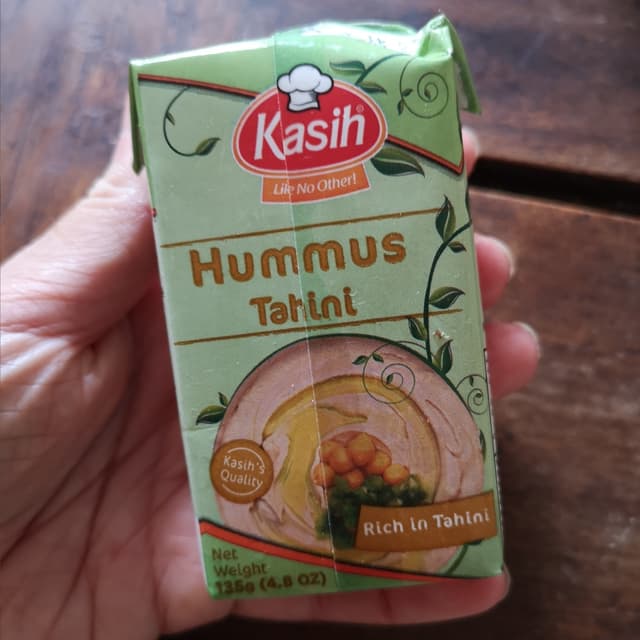 Kasih®
Like No Other!
Hummus
Tahini
Kasih's
Quality
Rich in Tahini
Net
Weight
135g (4.8 OZ)